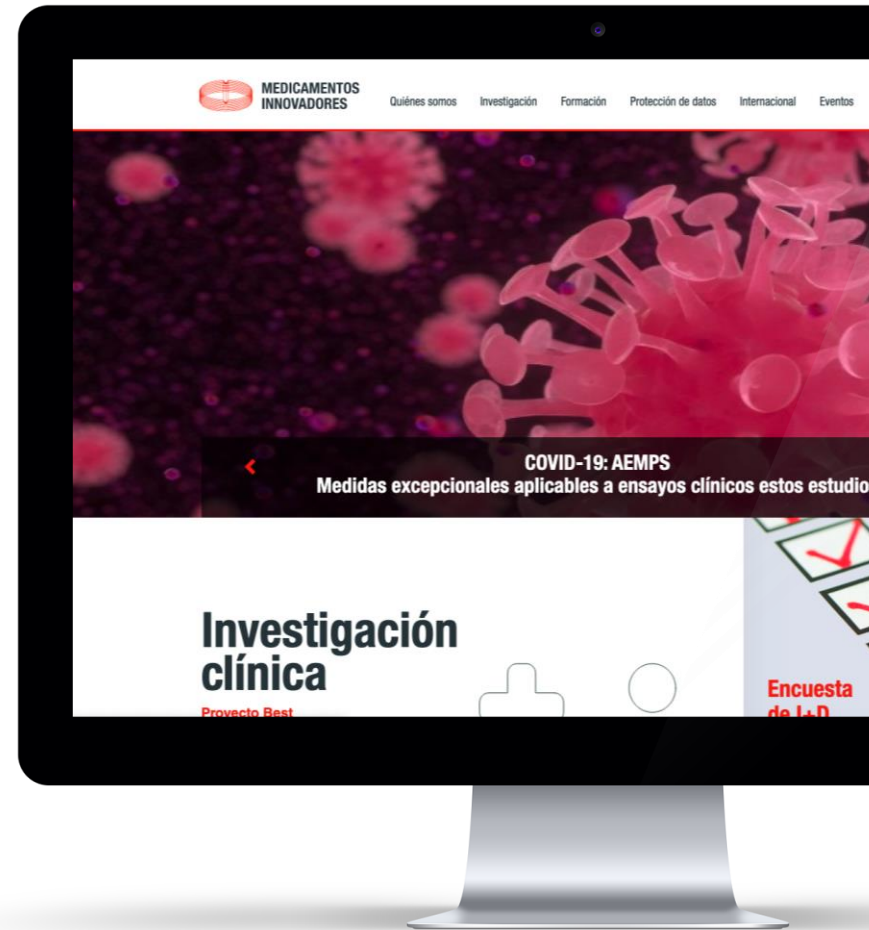 MEDICAMENTOS
INNOVADORES
Quiénes somos Investigación Formación Protección de datos Internacional Eventos
COVID-19: AEMPS
Medidas excepcionales aplicables a ensayos clínicos estos estudio
Investigación
clínica
Proyecto Best
Encuesta
de I+D